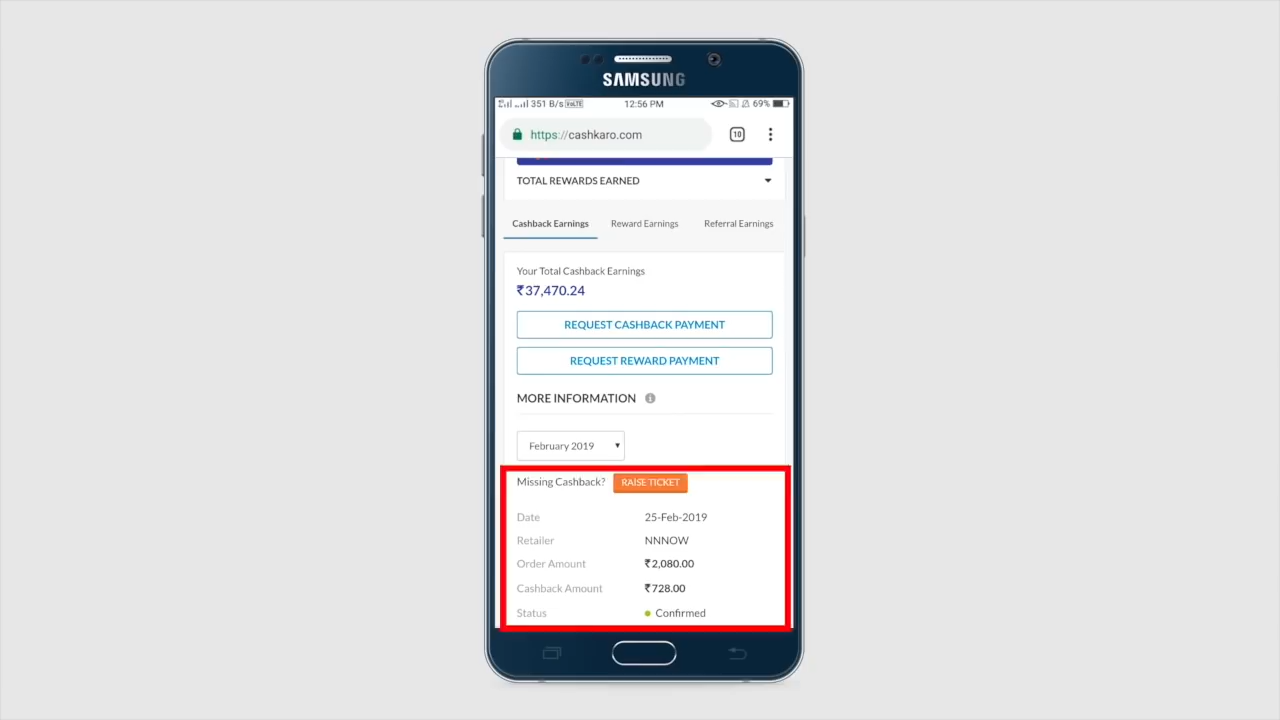 SAMSUNG
351 B/s VoLTE 12:56 PM 69%
https://cashkaro.com 10
TOTAL REWARDS EARNED
Cashback Earnings Reward Earnings Referral Earnings
Your Total Cashback Earnings
₹37,470.24
REQUEST CASHBACK PAYMENT
REQUEST REWARD PAYMENT
MORE INFORMATION
February 2019
Missing Cashback? RAISE TICKET
Date 25-Feb-2019
Retailer NNNOW
Order Amount ₹2,080.00
Cashback Amount ₹728.00
Status Confirmed